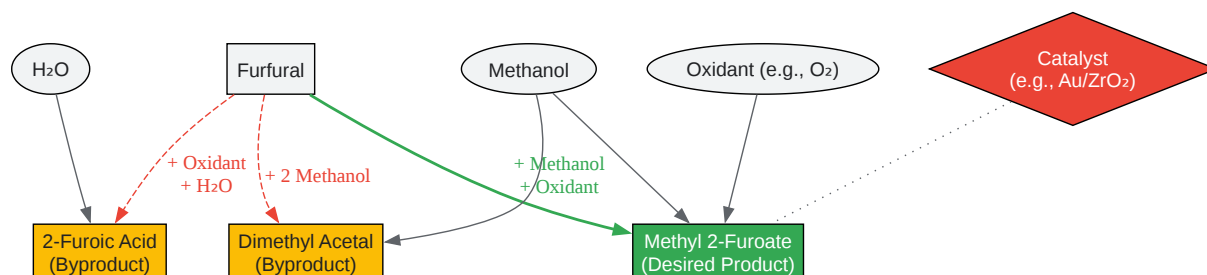 H₂O
Furfural
Methanol
Oxidant (e.g., O₂)
Catalyst
(e.g., Au/ZrO₂)
+ Oxidant
+ H₂O
+ 2 Methanol
+ Methanol
+ Oxidant
2-Furoic Acid
(Byproduct)
Dimethyl Acetal
(Byproduct)
Methyl 2-Furoate
(Desired Product)